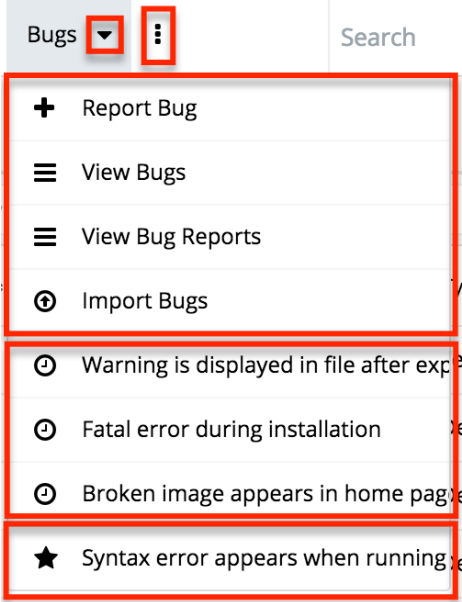 Bugs
Search
Report Bug
View Bugs
View Bug Reports
Import Bugs
Warning is displayed in file after exp
Fatal error during installation
Broken image appears in home pag
Syntax error appears when running